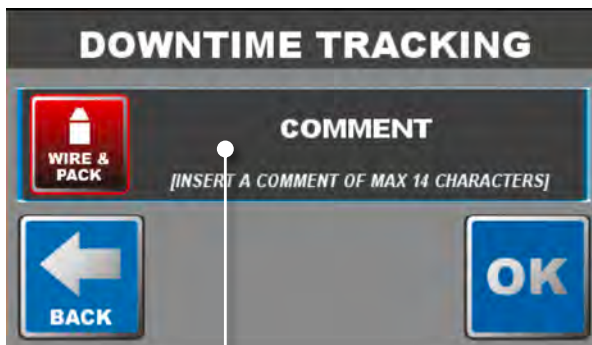 DOWNTIME TRACKING
COMMENT
WIRE &
PACK
[INSERT A COMMENT OF MAX 14 CHARACTERS]
BACK
OK